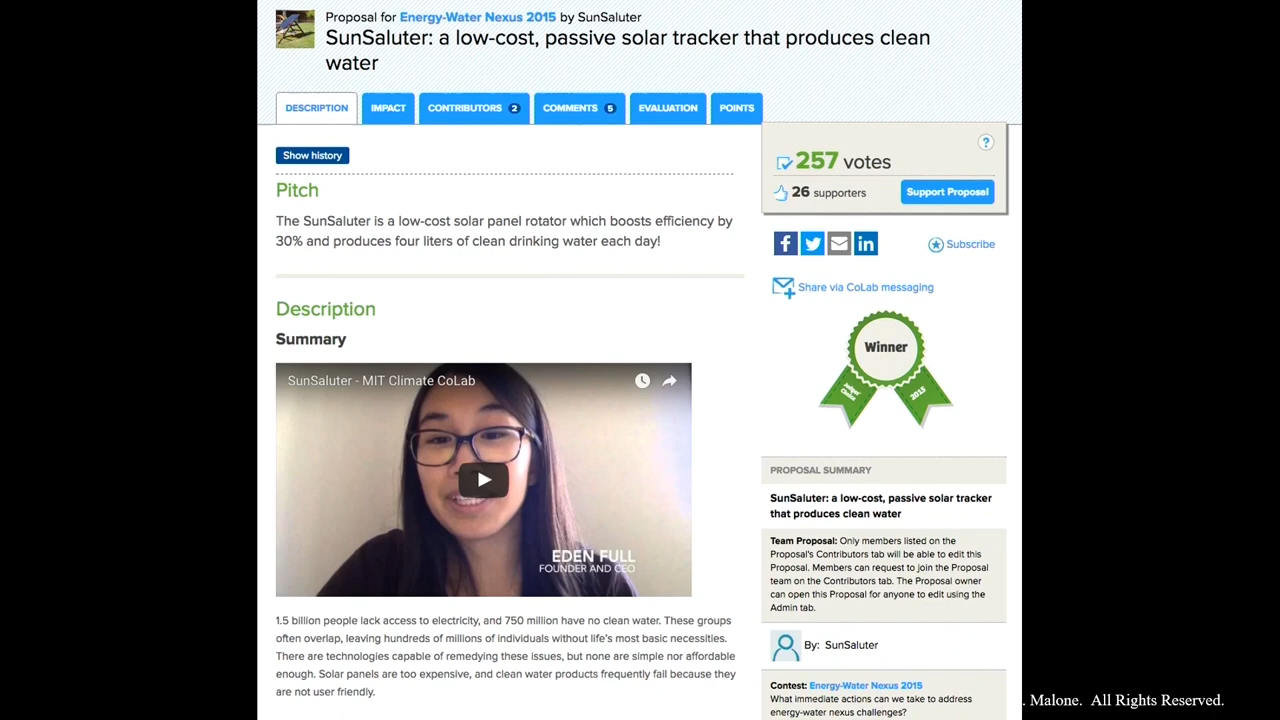 Proposal for Energy-Water Nexus 2015 by SunSaluter
SunSaluter: a low-cost, passive solar tracker that produces clean
water
DESCRIPTION
IMPACT
CONTRIBUTORS 2
COMMENTS 5
EVALUATION
POINTS
Show history
Pitch
The SunSaluter is a low-cost solar panel rotator which boosts efficiency by
30% and produces four liters of clean drinking water each day!
Description
Summary
SunSaluter - MIT Climate CoLab
EDEN FULL
FOUNDER AND CEO
1.5 billion people lack access to electricity, and 750 million have no clean water. These groups
often overlap, leaving hundreds of millions of individuals without life's most basic necessities.
There are technologies capable of remedying these issues, but none are simple nor affordable
enough. Solar panels are too expensive, and clean water products frequently fail because they
are not user friendly.
?
257 votes
26 supporters
Support Proposal
Subscribe
Share via CoLab messaging
Winner
Judges'
Choice
2015
PROPOSAL SUMMARY
SunSaluter: a low-cost, passive solar tracker
that produces clean water
Team Proposal: Only members listed on the
Proposal's Contributors tab will be able to edit this
Proposal. Members can request to join the Proposal
team on the Contributors tab. The Proposal owner
can open this Proposal for anyone to edit using the
Admin tab.
By: SunSaluter
Contest: Energy-Water Nexus 2015
What immediate actions can we take to address
energy-water nexus challenges?
. Malone. All Rights Reserved.